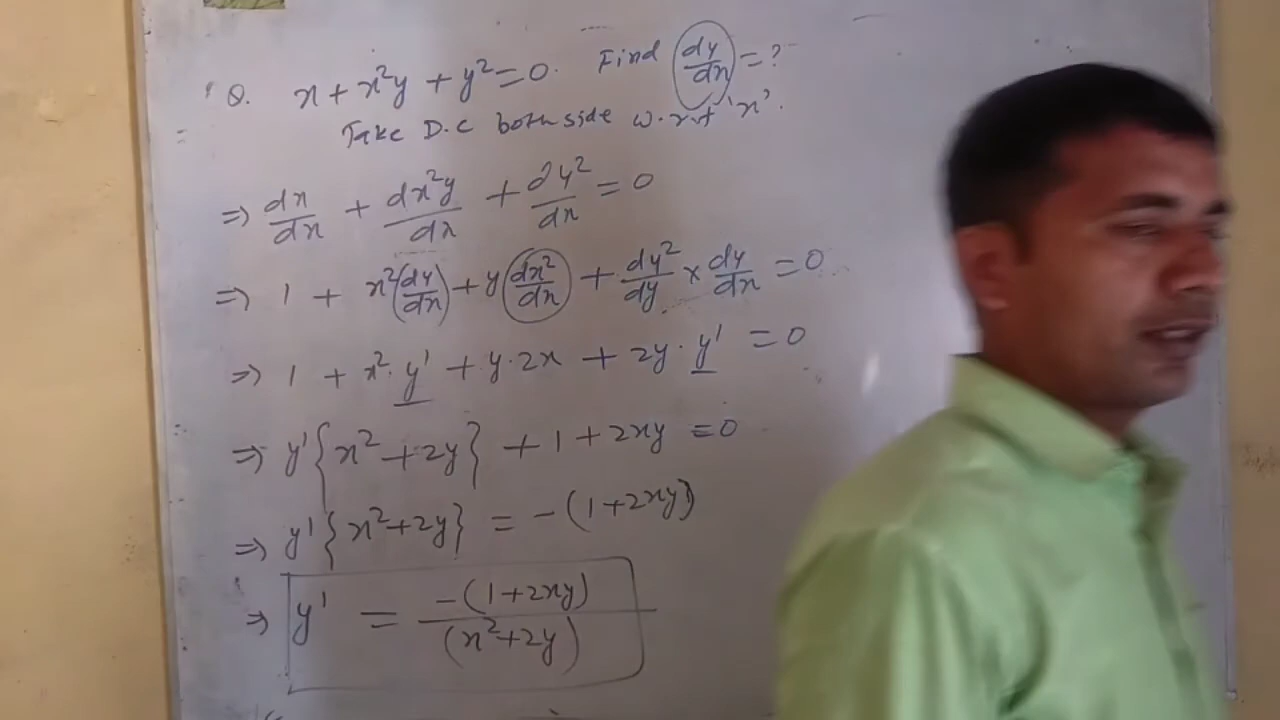 Q. x + x²y + y² = 0. Find dy/dx = ?
Take D.C both side w.r.t 'x'.
⇒ dx/dx + dx²y/dx + dy²/dx = 0
⇒ 1 + x²(dy/dx) + y(dx²/dx) + dy²/dy × dy/dx = 0
⇒ 1 + x²·y' + y·2x + 2y·y' = 0
⇒ y'{x²+2y} + 1 + 2xy = 0
⇒ y'{x²+2y} = -(1+2xy)
⇒ y' = -(1+2xy)/(x²+2y)